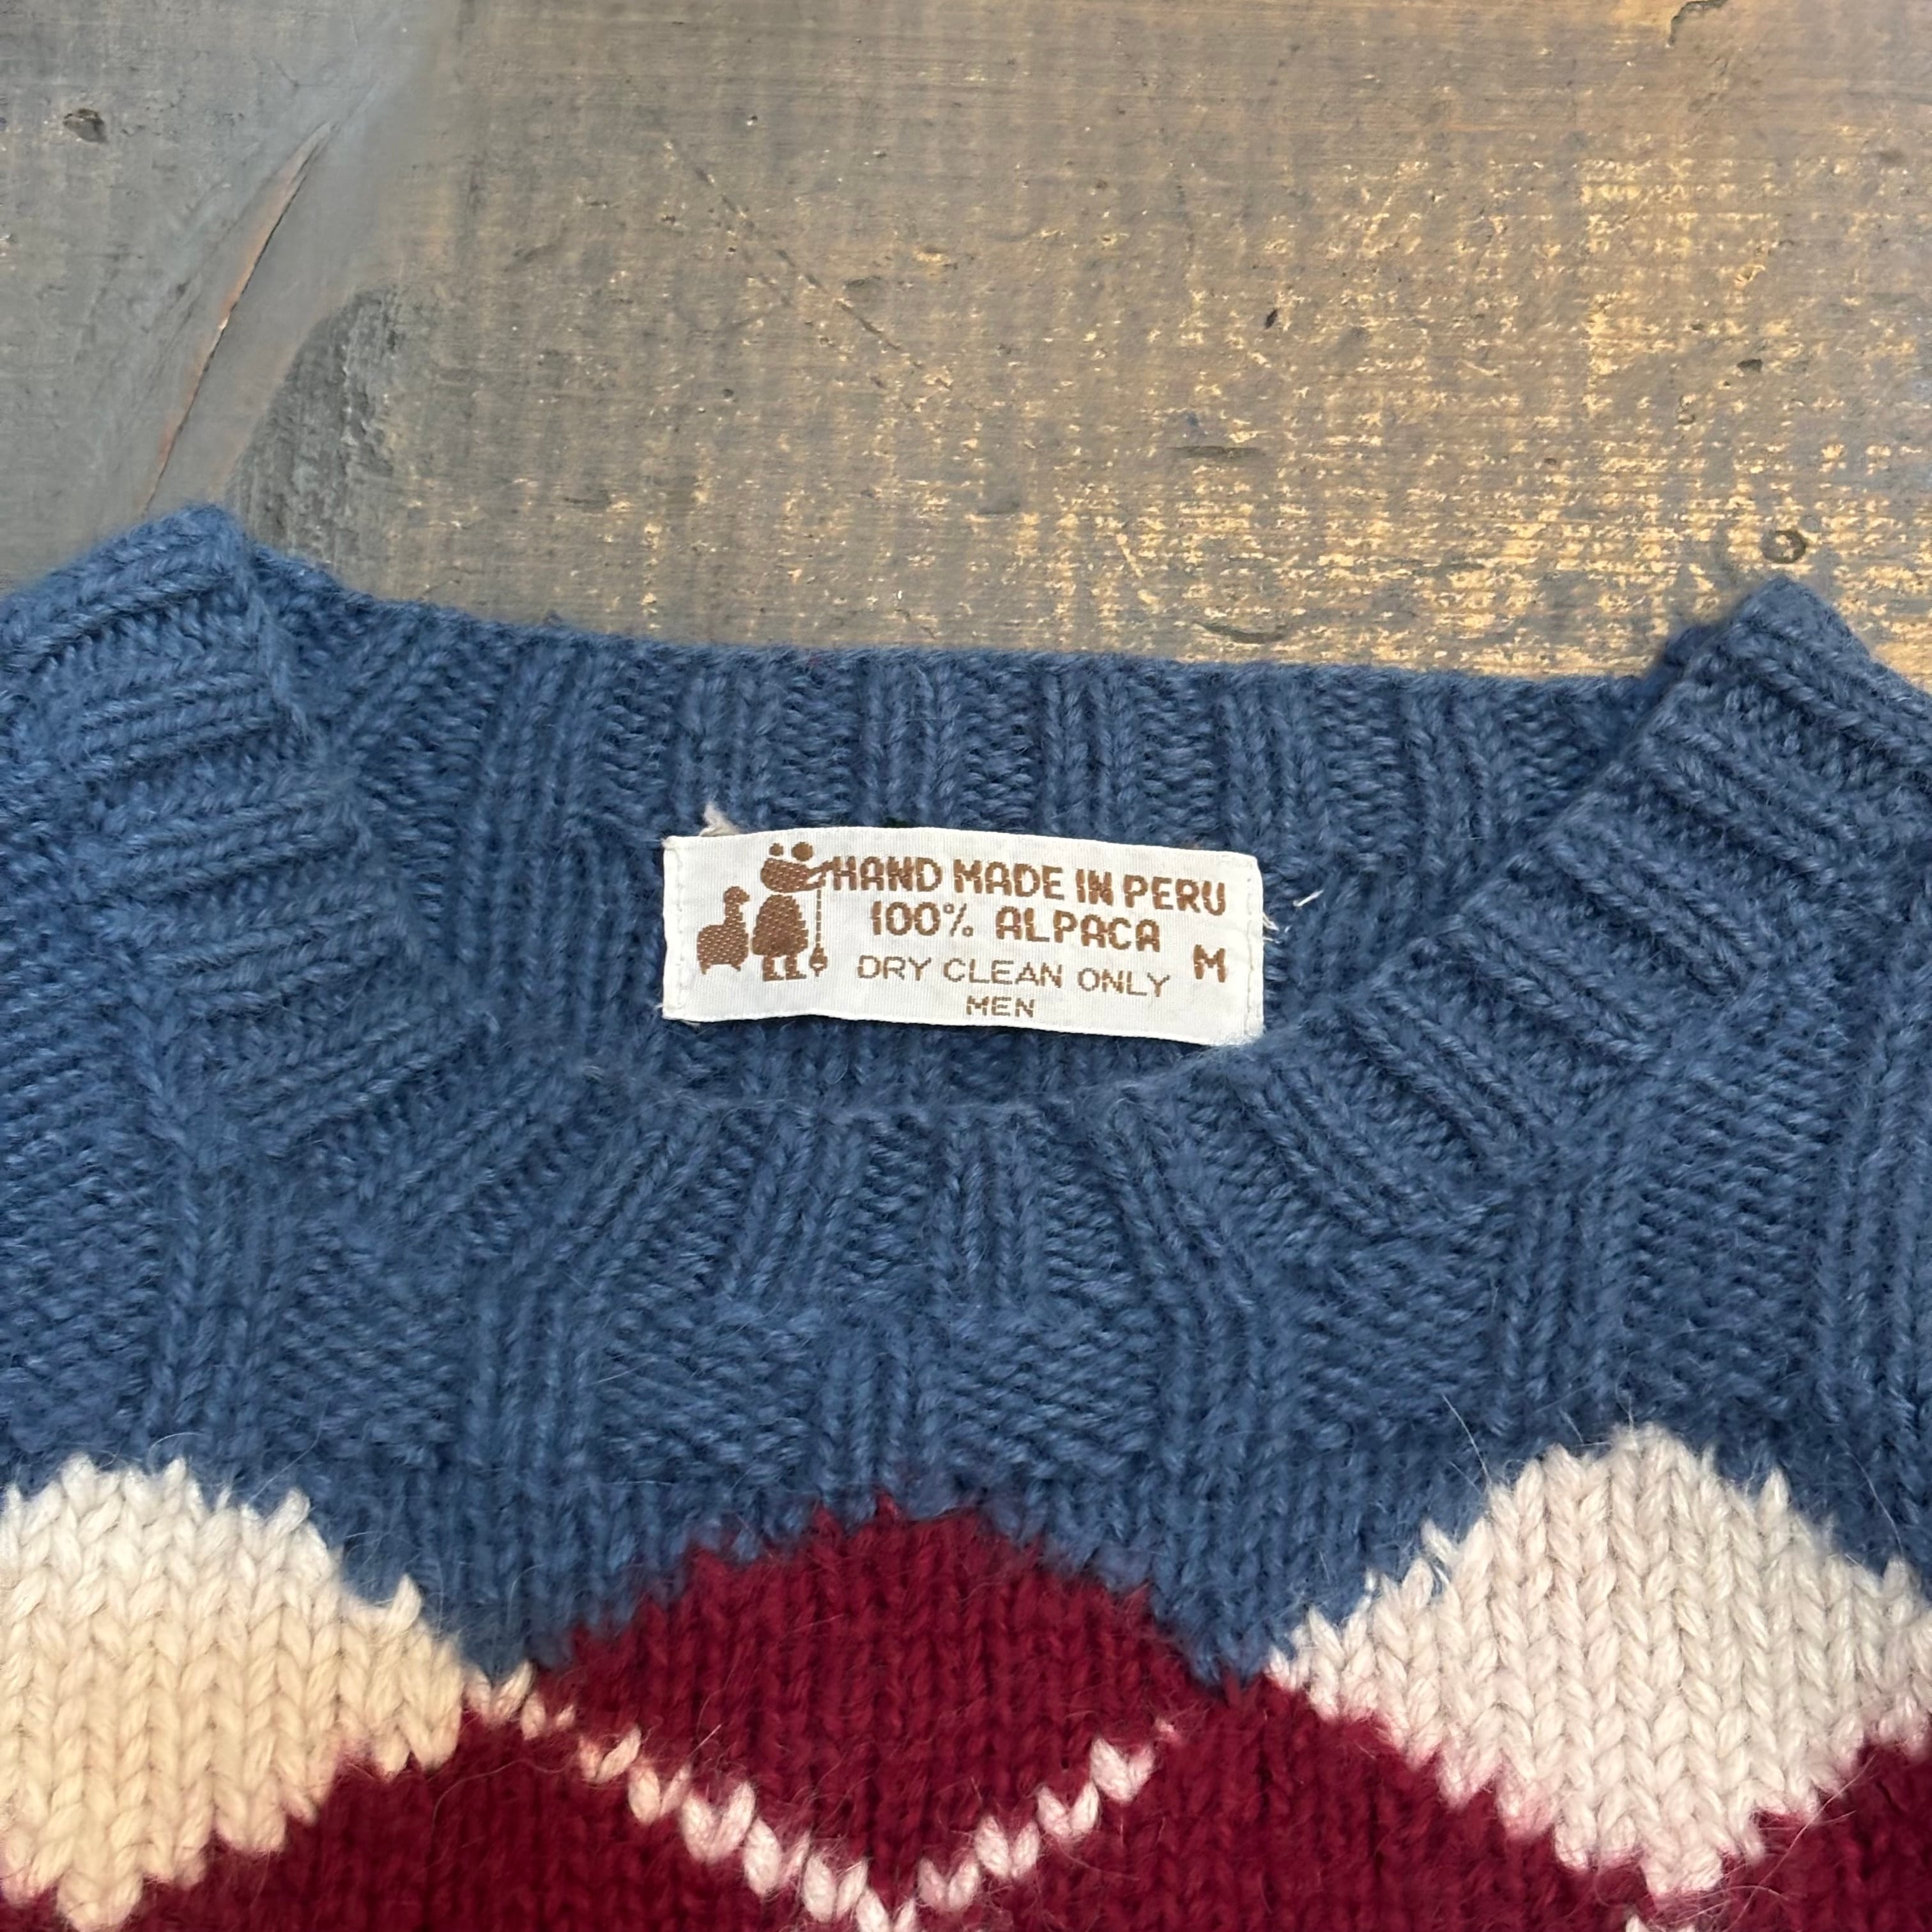 HAND MADE IN PERU
100% ALPACA
M
DRY CLEAN ONLY
MEN